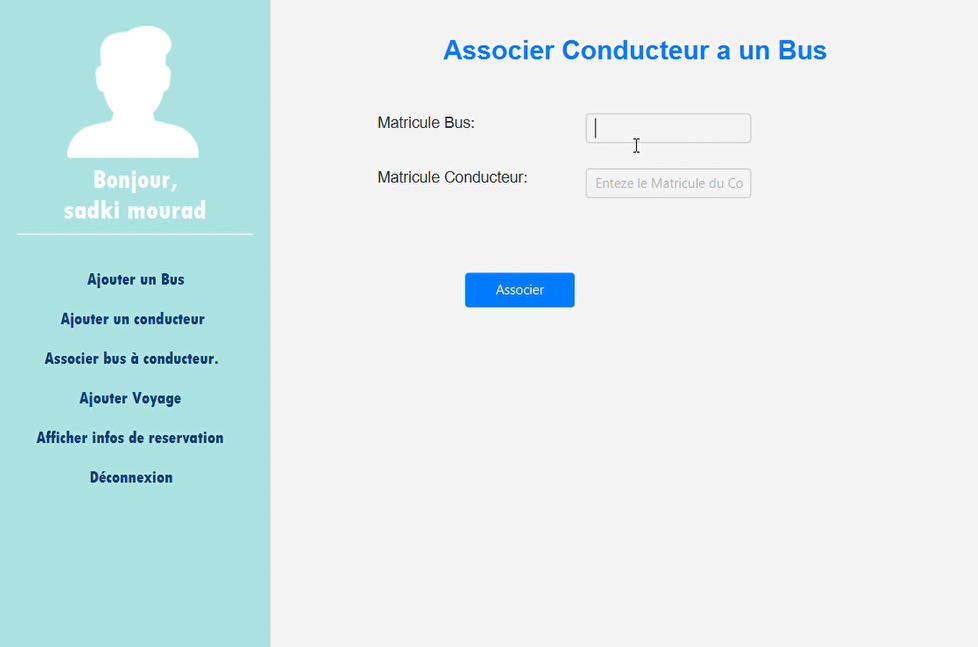 Bonjour,
sadki mourad
Ajouter un Bus
Ajouter un conducteur
Associer bus à conducteur.
Ajouter Voyage
Afficher infos de reservation
Déconnexion
Associer Conducteur a un Bus
Matricule Bus:
Matricule Conducteur:
Enteze le Matricule du Co
Associer